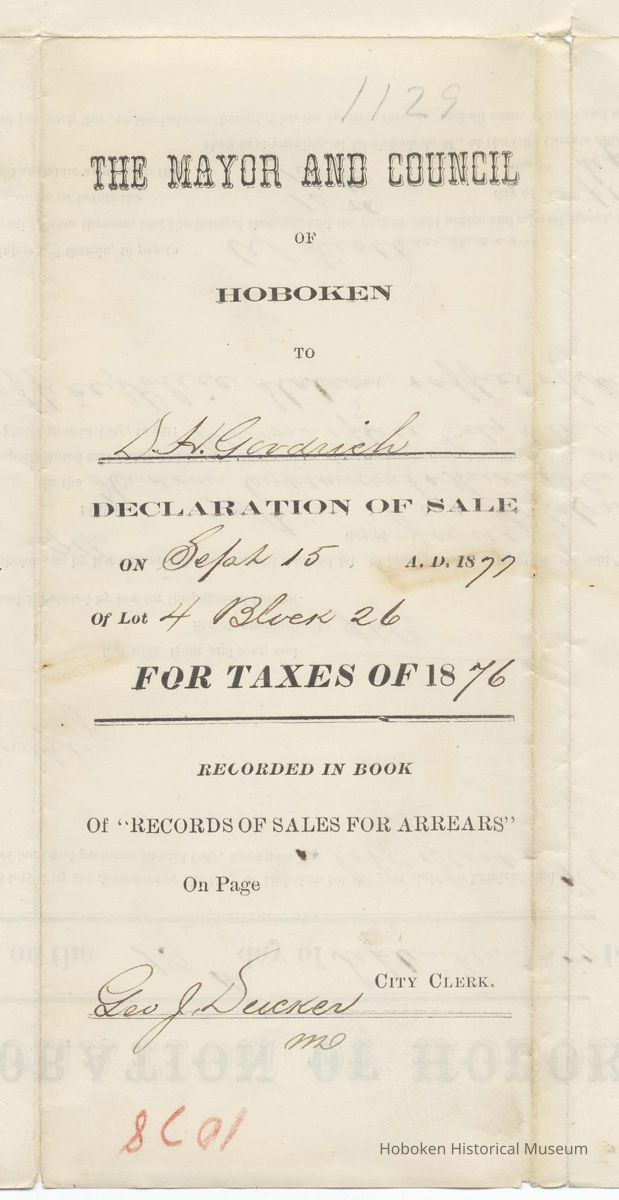 1129
THE MAYOR AND COUNCIL
OF
HOBOKEN
TO
D. H. Goodrich
DECLARATION OF SALE
ON Sept 15 A. D. 1877
Of Lot 4 Block 26
FOR TAXES OF 1876
RECORDED IN BOOK
Of "RECORDS OF SALES FOR ARREARS"
On Page
CITY CLERK.
Geo J.
Hoboken Historical Museum